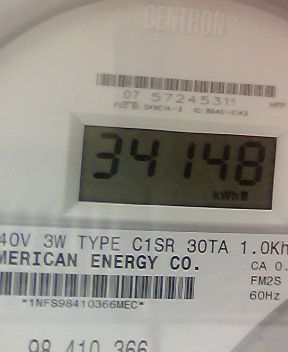 CENTRON®
07 57245311
34148
kWh
40V 3W TYPE C1SR 30TA 1.0Kh
MERICAN ENERGY CO.
CA 0.
FM2S
60Hz
*1NFS98410366MEC*
98 410 366